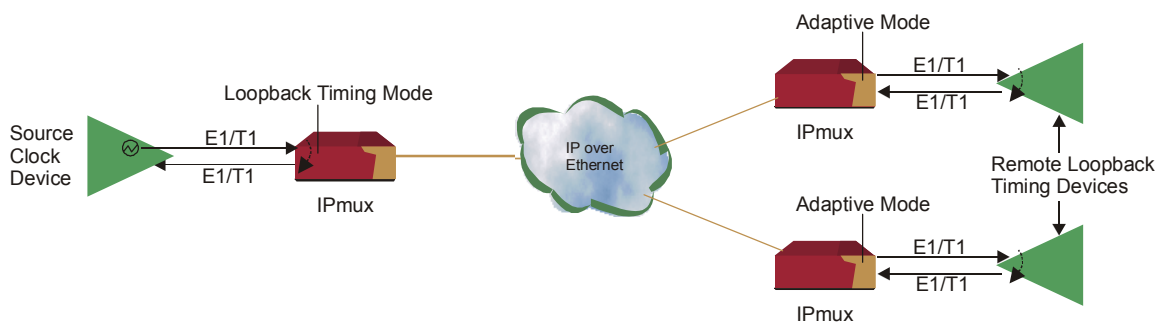 Source
Clock
Device
E1/T1
E1/T1
Loopback Timing Mode
IPmux
IP over
Ethernet
Adaptive Mode
E1/T1
E1/T1
IPmux
Remote Loopback
Timing Devices
Adaptive Mode
E1/T1
E1/T1
IPmux